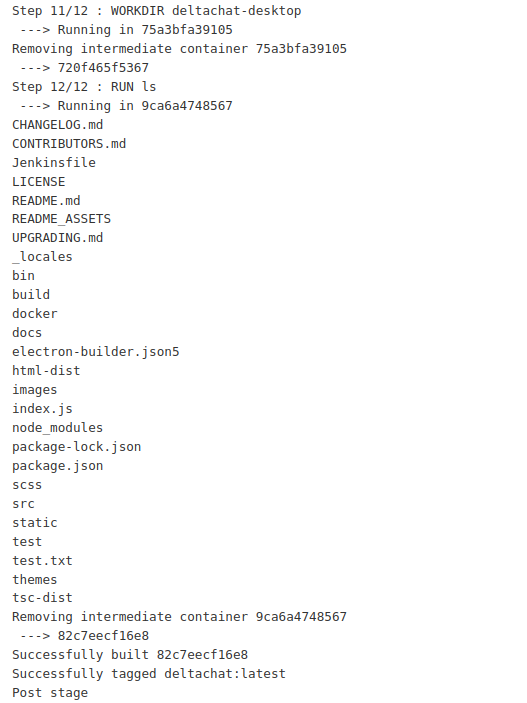 Step 11/12 : WORKDIR deltachat-desktop
 ---> Running in 75a3bfa39105
Removing intermediate container 75a3bfa39105
 ---> 720f465f5367
Step 12/12 : RUN ls
 ---> Running in 9ca6a4748567
CHANGELOG.md
CONTRIBUTORS.md
Jenkinsfile
LICENSE
README.md
README_ASSETS
UPGRADING.md
_locales
bin
build
docker
docs
electron-builder.json5
html-dist
images
index.js
node_modules
package-lock.json
package.json
scss
src
static
test
test.txt
themes
tsc-dist
Removing intermediate container 9ca6a4748567
 ---> 82c7eecf16e8
Successfully built 82c7eecf16e8
Successfully tagged deltachat:latest
Post stage